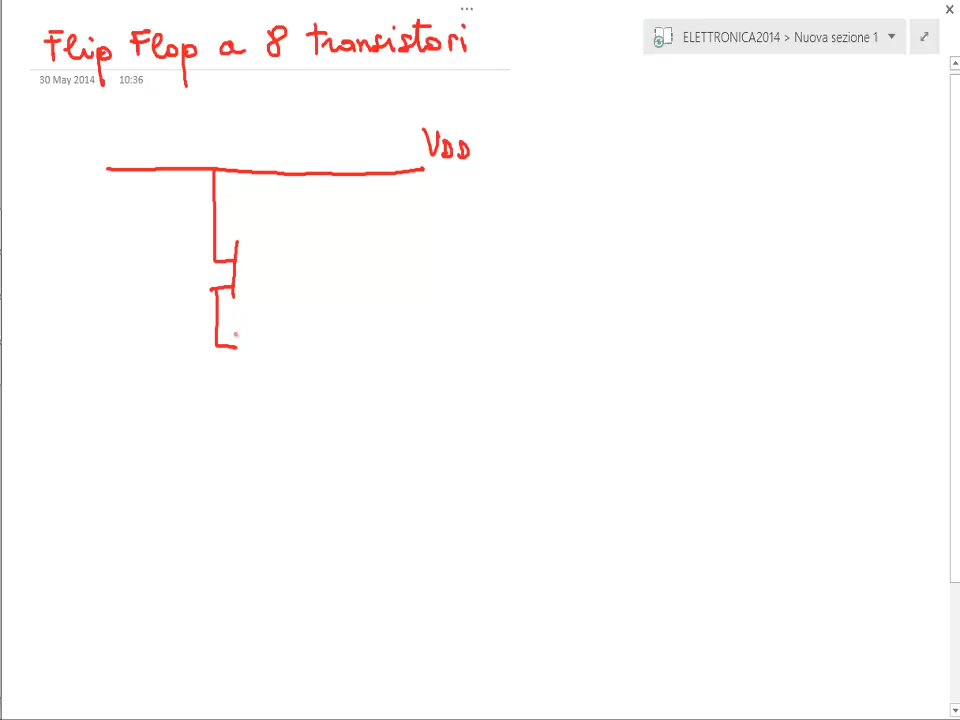 Flip Flop a 8 transistori
ELETTRONICA2014 > Nuova sezione 1
30 May 2014 10:36
VDD